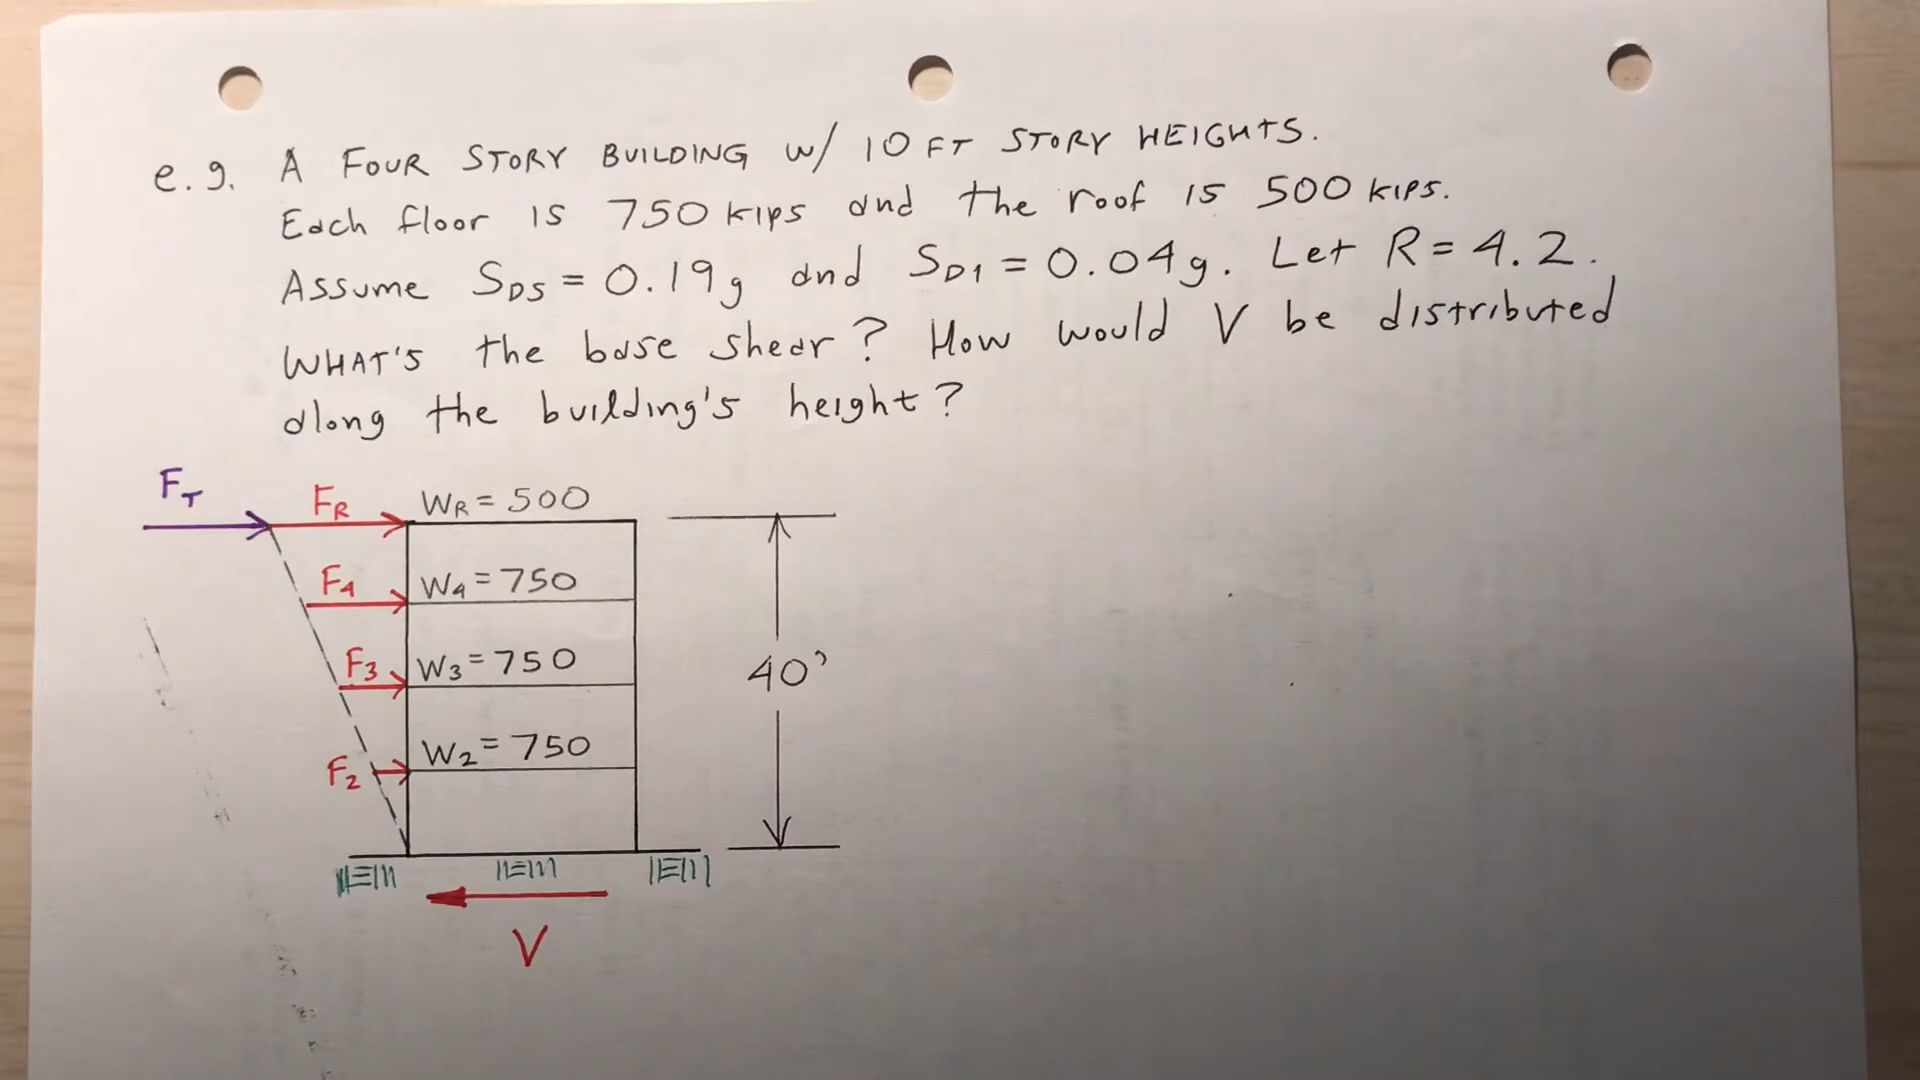 e.g. A FOUR STORY BUILDING W/ 10 FT STORY HEIGHTS.
Each floor IS 750 KIPS and the roof IS 500 KIPS.
ASSUME SDS = 0.19g and SD1 = 0.04g. Let R = 4.2.
WHAT'S the base shear? How would V be distributed
along the building's height?
FT
FR
WR = 500
F4
W4 = 750
F3
W3 = 750
40'
F2
W2 = 750
V